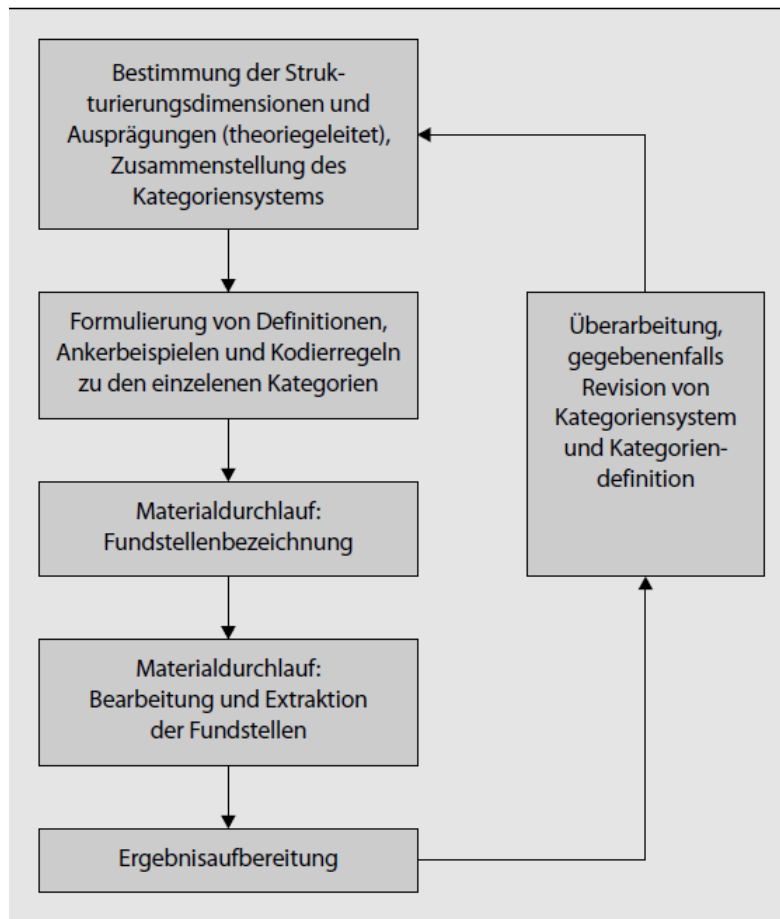 Bestimmung der Struk-
turierungsdimensionen und
Ausprägungen (theoriegeleitet),
Zusammenstellung des
Kategoriensystems
Formulierung von Definitionen,
Ankerbeispielen und Kodierregeln
zu den einzelenen Kategorien
Materialdurchlauf:
Fundstellenbezeichnung
Materialdurchlauf:
Bearbeitung und Extraktion
der Fundstellen
Ergebnisaufbereitung
Überarbeitung,
gegebenenfalls
Revision von
Kategoriensystem
und Kategorien-
definition